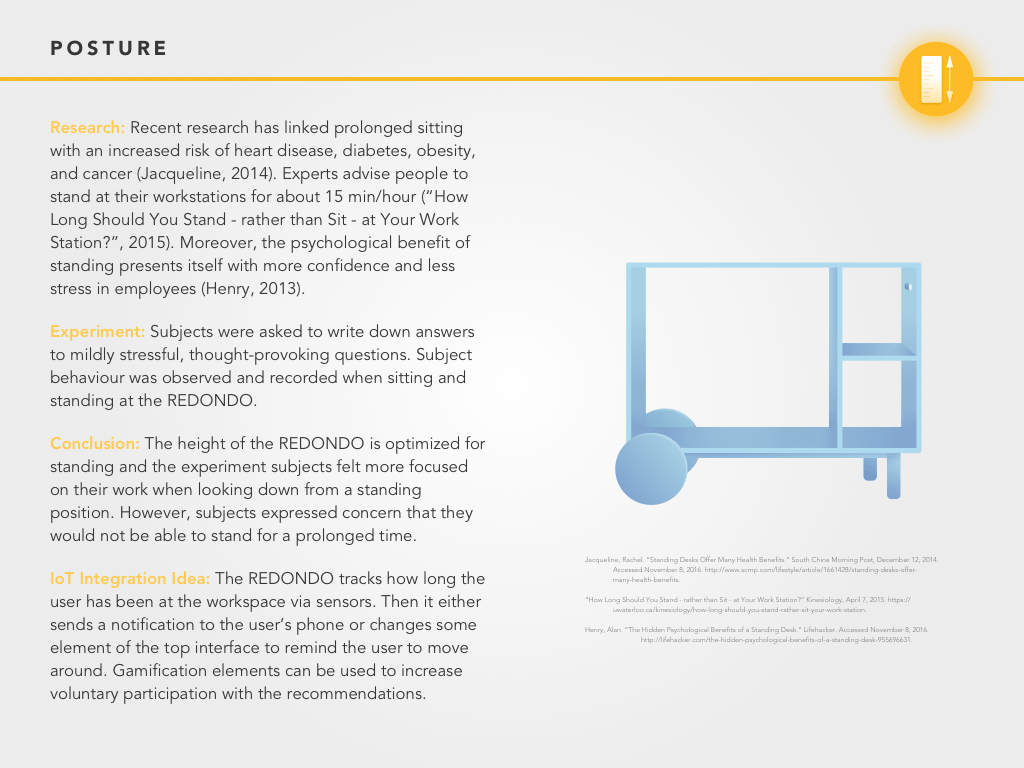 POSTURE
Research: Recent research has linked prolonged sitting
with an increased risk of heart disease, diabetes, obesity,
and cancer (Jacqueline, 2014). Experts advise people to
stand at their workstations for about 15 min/hour (“How
Long Should You Stand - rather than Sit - at Your Work
Station?”, 2015). Moreover, the psychological benefit of
standing presents itself with more confidence and less
stress in employees (Henry, 2013).
Experiment: Subjects were asked to write down answers
to mildly stressful, thought-provoking questions. Subject
behaviour was observed and recorded when sitting and
standing at the REDONDO.
Conclusion: The height of the REDONDO is optimized for
standing and the experiment subjects felt more focused
on their work when looking down from a standing
position. However, subjects expressed concern that they
would not be able to stand for a prolonged time.
IoT Integration Idea: The REDONDO tracks how long the
user has been at the workspace via sensors. Then it either
sends a notification to the user’s phone or changes some
element of the top interface to remind the user to move
around. Gamification elements can be used to increase
voluntary participation with the recommendations.
Jacqueline, Rachel. “Standing Desks Offer Many Health Benefits.” South China Morning Post, December 12, 2014.
Accessed November 8, 2016. http://www.scmp.com/lifestyle/article/1661428/standing-desks-offer-
many-health-benefits.
“How Long Should You Stand - rather than Sit - at Your Work Station?” Kinesiology, April 7, 2015. https://
uwaterloo.ca/kinesiology/how-long-should-you-stand-rather-sit-your-work-station.
Henry, Alan. “The Hidden Psychological Benefits of a Standing Desk.” Lifehacker. Accessed November 8, 2016.
http://lifehacker.com/the-hidden-psychological-benefits-of-a-standing-desk-955696631.